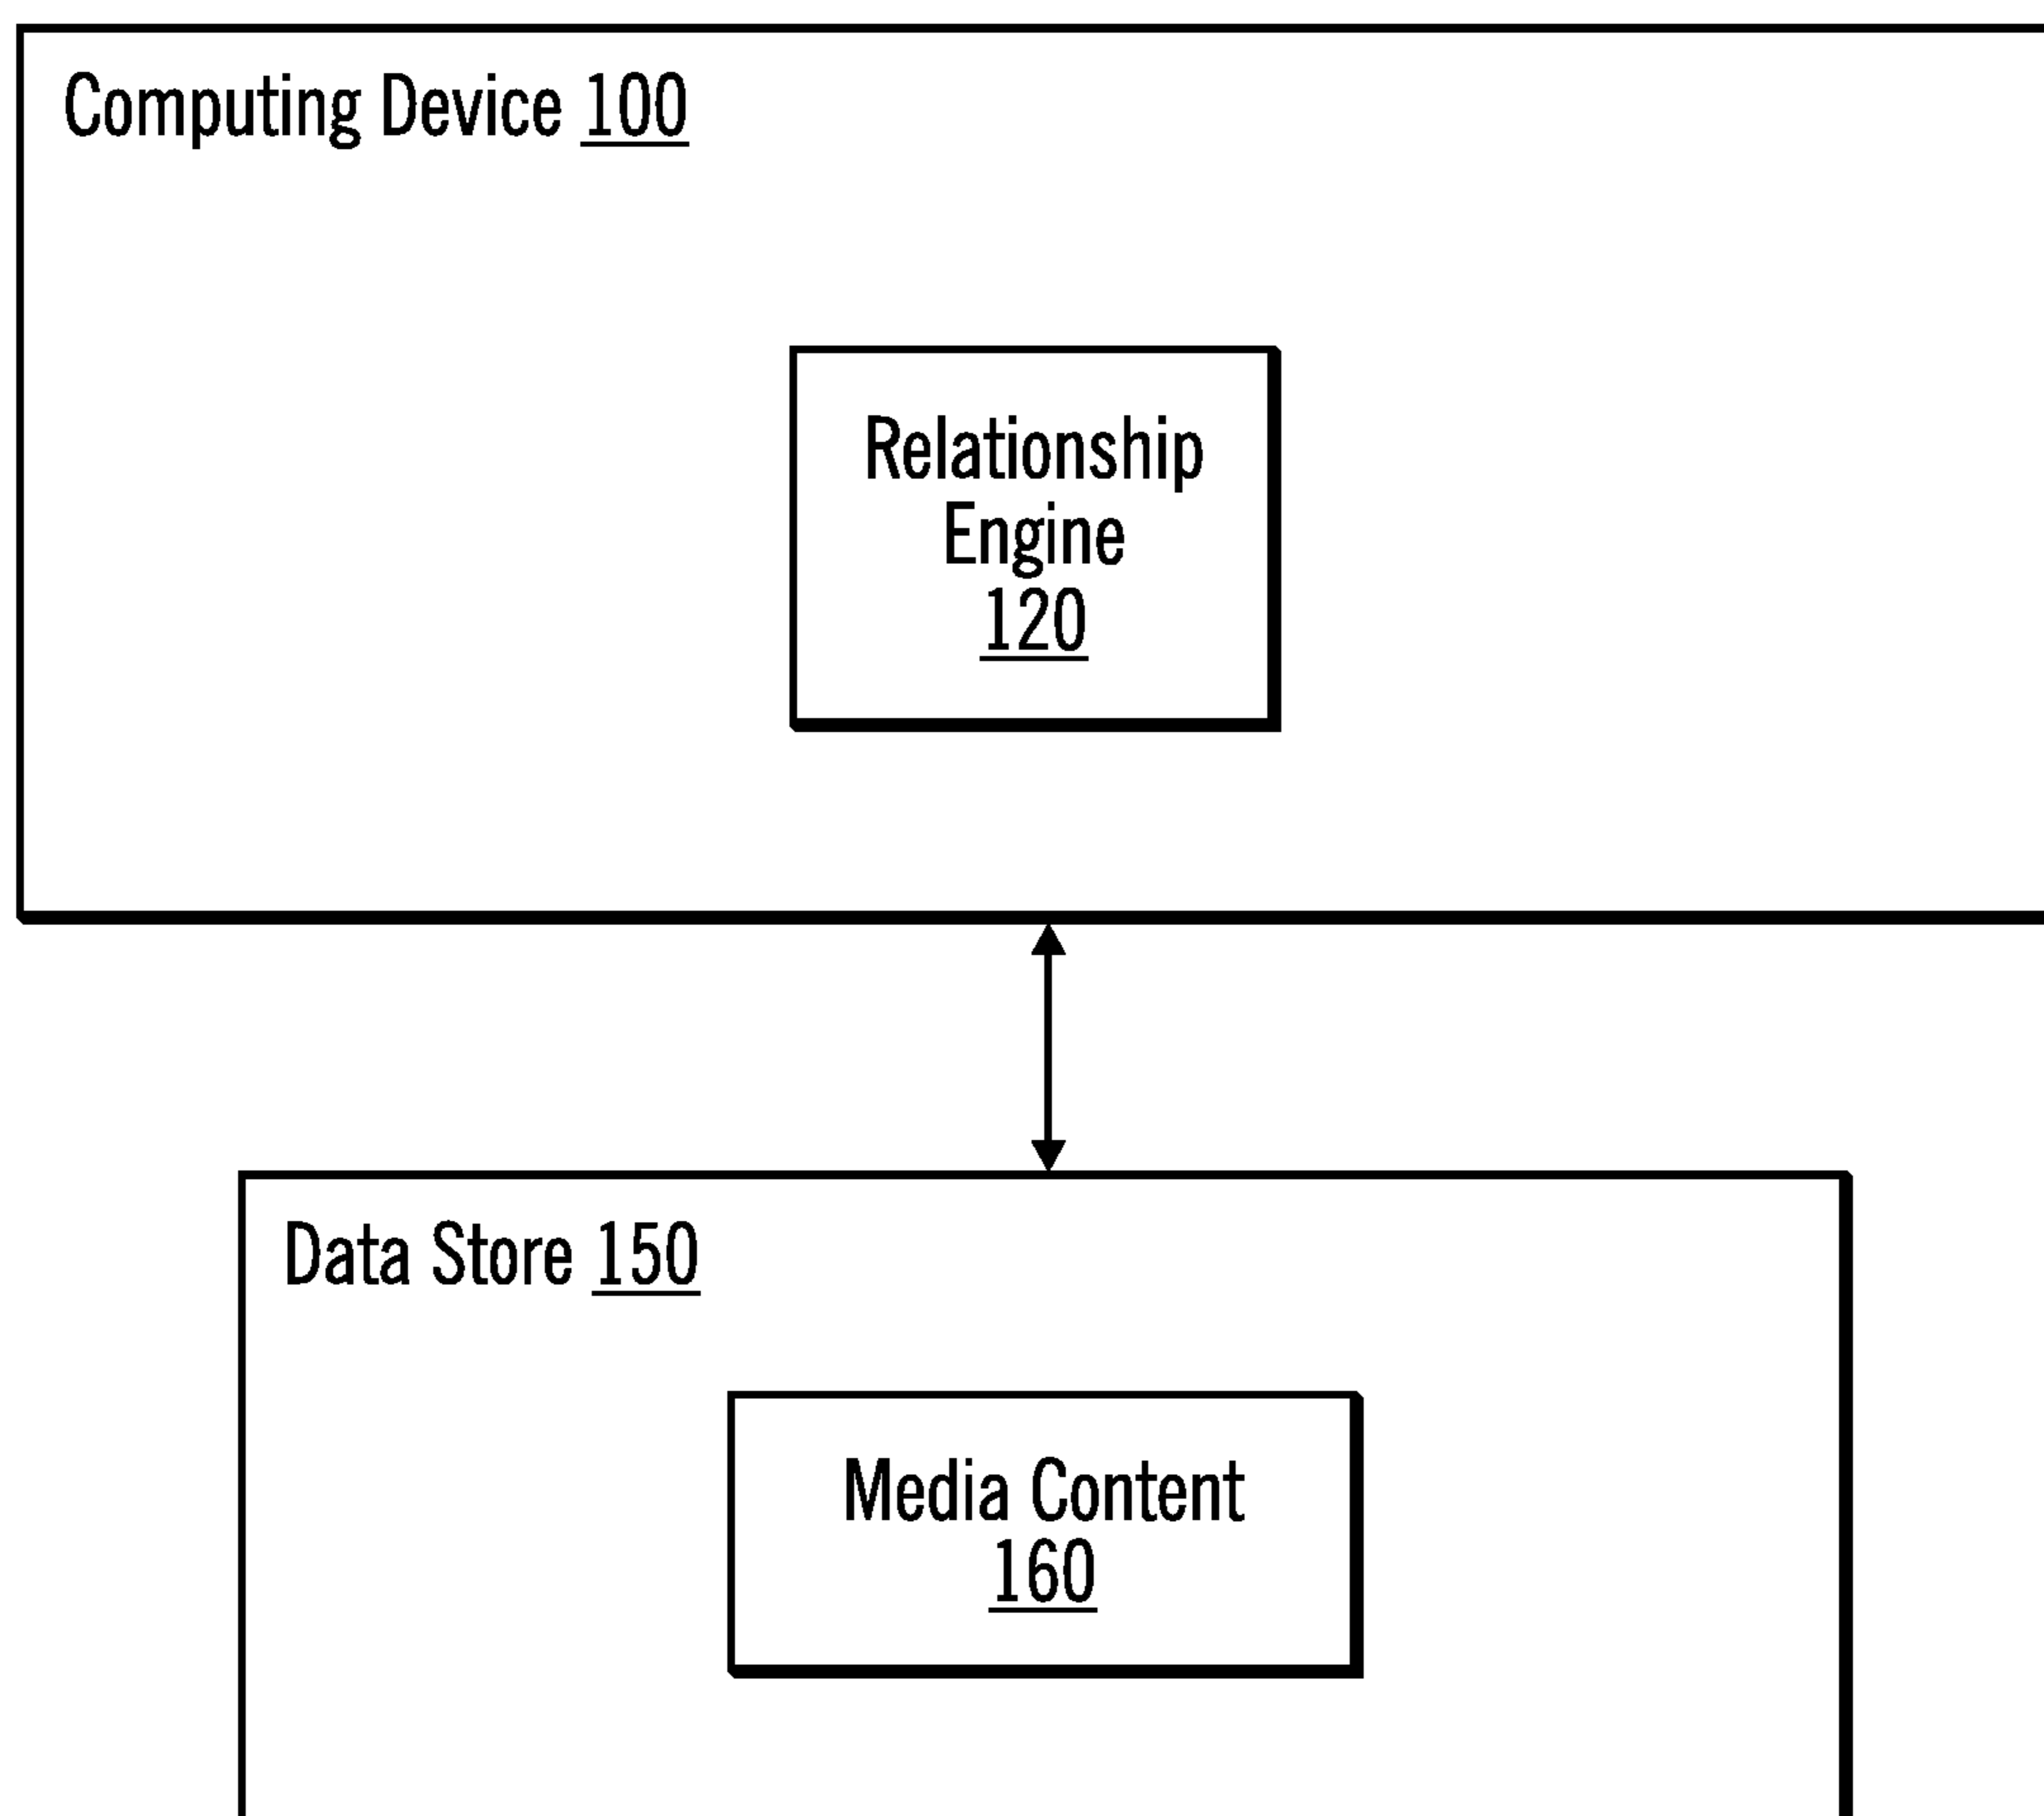 Computing Device 100
Relationship
Engine
120
Data Store 150
Media Content
160